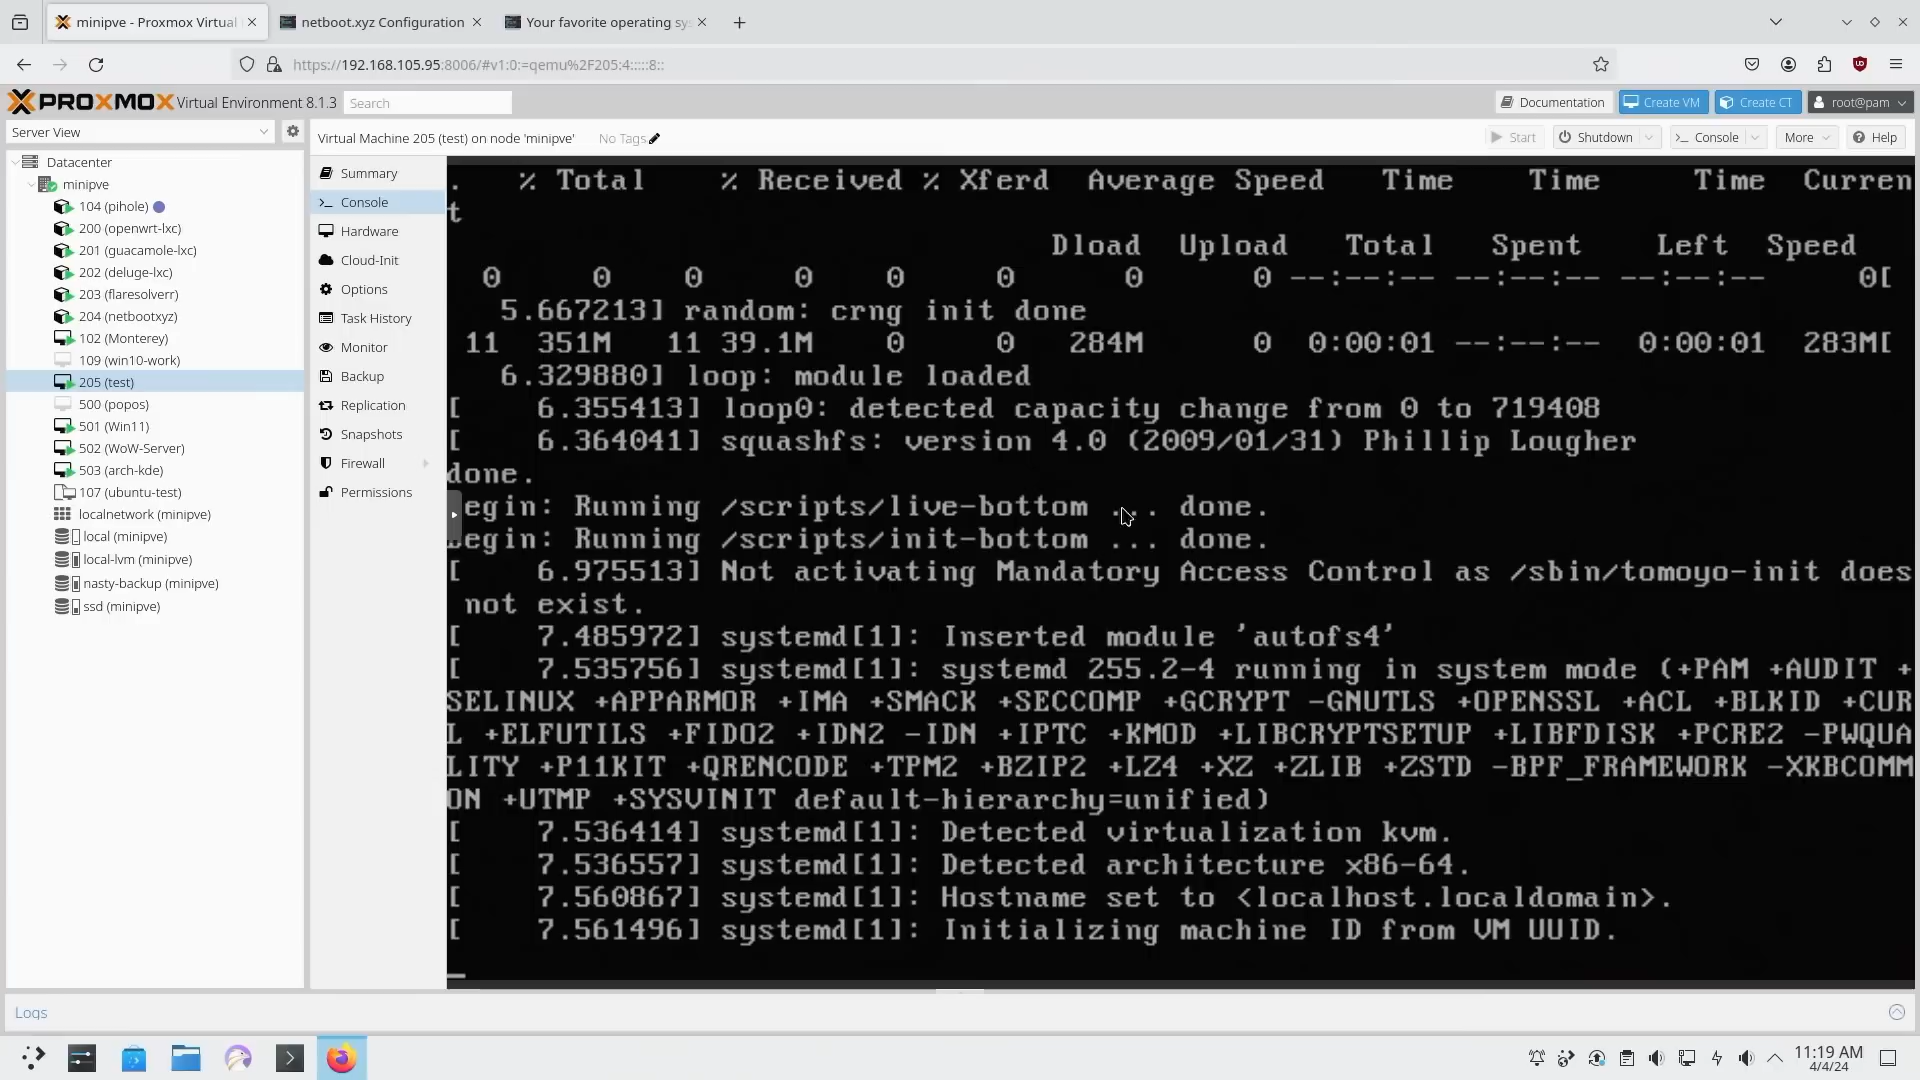 minipve - Proxmox Virtual
netboot.xyz Configuration
Your favorite operating sy
https://192.168.105.95:8006/#v1:0:=qemu%2F205:4:::::8::
PROXMOX Virtual Environment 8.1.3
Search
Documentation
Create VM
Create CT
root@pam
Server View
Virtual Machine 205 (test) on node 'minipve'
No Tags
Start
Shutdown
Console
More
Help
Datacenter
minipve
104 (pihole)
200 (openwrt-lxc)
201 (guacamole-lxc)
202 (deluge-lxc)
203 (flaresolverr)
204 (netbootxyz)
102 (Monterey)
109 (win10-work)
205 (test)
500 (popos)
501 (Win11)
502 (WoW-Server)
503 (arch-kde)
107 (ubuntu-test)
localnetwork (minipve)
local (minipve)
local-lvm (minipve)
nasty-backup (minipve)
ssd (minipve)
Summary
Console
Hardware
Cloud-Init
Options
Task History
Monitor
Backup
Replication
Snapshots
Firewall
Permissions
. % Total % Received % Xferd Average Speed Time Time Time Curren
t
Dload Upload Total Spent Left Speed
0 0 0 0 0 0 0 0 --:--:-- --:--:-- --:--:-- 0[
5.667213] random: crng init done
11 351M 11 39.1M 0 0 284M 0 0:00:01 --:--:-- 0:00:01 283M[
6.329880] loop: module loaded
[ 6.355413] loop0: detected capacity change from 0 to 719408
[ 6.364041] squashfs: version 4.0 (2009/01/31) Phillip Lougher
done.
egin: Running /scripts/live-bottom ... done.
egin: Running /scripts/init-bottom ... done.
[ 6.975513] Not activating Mandatory Access Control as /sbin/tomoyo-init does
not exist.
[ 7.485972] systemd[1]: Inserted module 'autofs4'
[ 7.535756] systemd[1]: systemd 255.2-4 running in system mode (+PAM +AUDIT +
SELINUX +APPARMOR +IMA +SMACK +SECCOMP +GCRYPT -GNUTLS +OPENSSL +ACL +BLKID +CUR
L +ELFUTILS +FIDO2 +IDN2 -IDN +IPTC +KMOD +LIBCRYPTSETUP +LIBFDISK +PCRE2 -PWQUA
LITY +P11KIT +QRENCODE +TPM2 +BZIP2 +LZ4 +XZ +ZLIB +ZSTD -BPF_FRAMEWORK -XKBCOMM
ON +UTMP +SYSVINIT default-hierarchy=unified)
[ 7.536414] systemd[1]: Detected virtualization kvm.
[ 7.536557] systemd[1]: Detected architecture x86-64.
[ 7.560867] systemd[1]: Hostname set to <localhost.localdomain>.
[ 7.561496] systemd[1]: Initializing machine ID from VM UUID.
Logs
11:19 AM
4/4/24